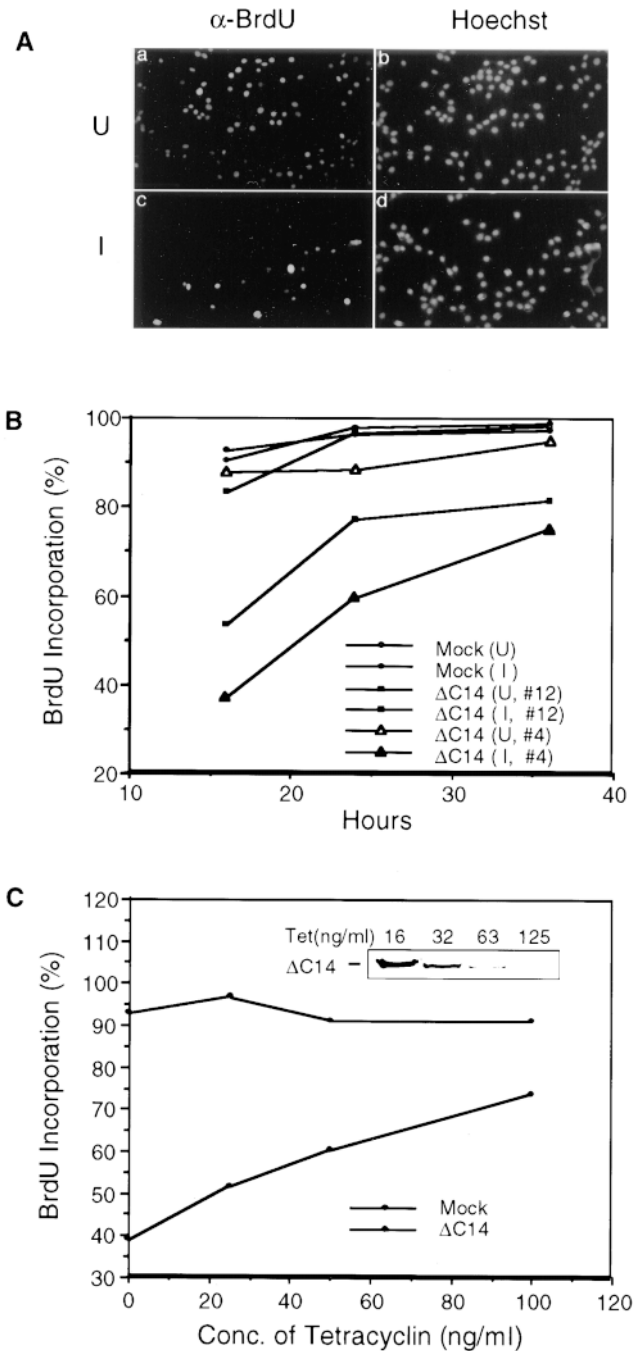 α-BrdU Hoechst
A
a b
U
c d
I
B
100
80
60
40
20
10 20 30 40
BrdU Incorporation (%)
Hours
Mock (U)
Mock ( I )
ΔC14 (U, #12)
ΔC14 ( I, #12)
ΔC14 (U, #4)
ΔC14 ( I, #4)
C
120
110
100
90
80
70
60
50
40
30
0 20 40 60 80 100 120
BrdU Incorporation (%)
Conc. of Tetracyclin (ng/ml)
Tet(ng/ml) 16 32 63 125
ΔC14 –
Mock
ΔC14